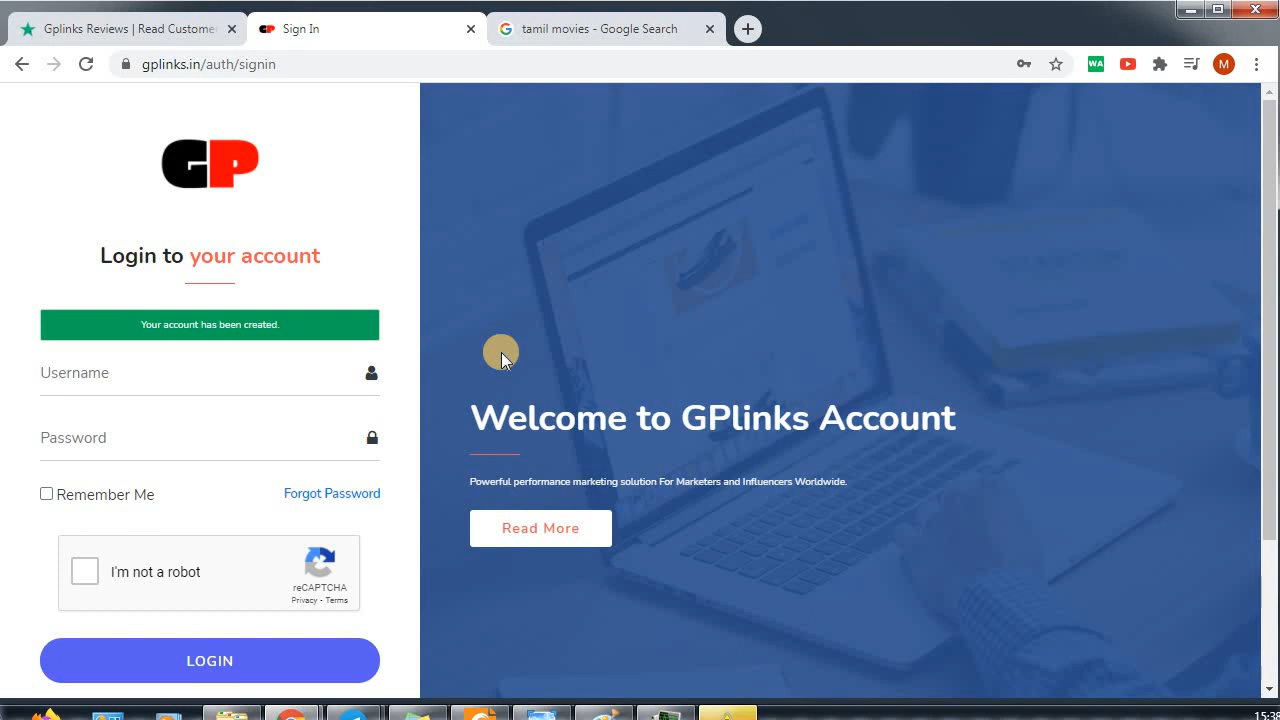 Gplinks Reviews | Read Custome
Sign In
tamil movies - Google Search
gplinks.in/auth/signin
WA
M
GP
Login to your account
Your account has been created.
Username
Password
Remember Me
Forgot Password
I'm not a robot
reCAPTCHA
Privacy - Terms
LOGIN
Welcome to GPlinks Account
Powerful performance marketing solution For Marketers and Influencers Worldwide.
Read More